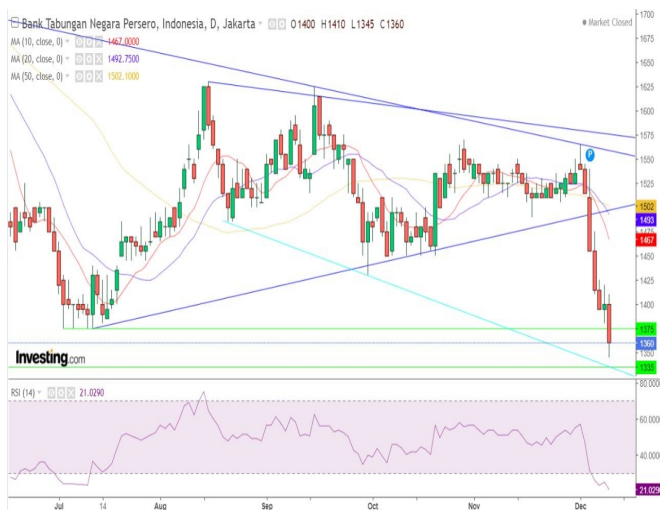 Bank Tabungan Negara Persero, Indonesia, D, Jakarta O1400 H1410 L1345 C1360
Market Closed
MA (10, close, 0) 1467.0000
MA (20, close, 0) 1492.7500
MA (50, close, 0) 1502.1000
1700
1675
1650
1625
1600
1575
1550
1525
1502
1493
1467
1450
1425
1400
1375
1360
1350
1335
P
Investing.com
RSI (14) 21.0290
80.0000
60.0000
40.0000
21.0290
Jul 14 Aug Sep Oct Nov Dec